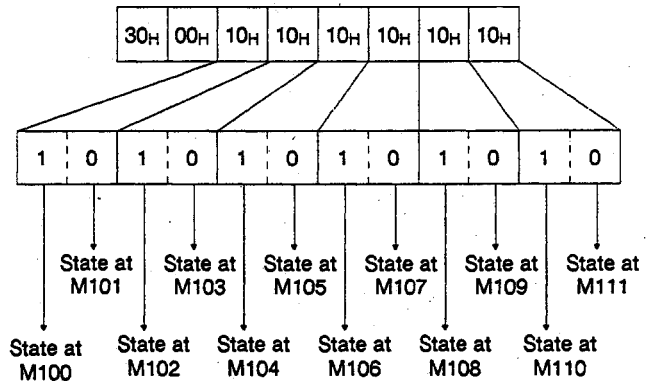 30H 00H 10H 10H 10H 10H 10H 10H
1 0 1 0 1 0 1 0 1 0 1 0
State at M101
State at M103
State at M105
State at M107
State at M109
State at M111
State at M100
State at M102
State at M104
State at M106
State at M108
State at M110